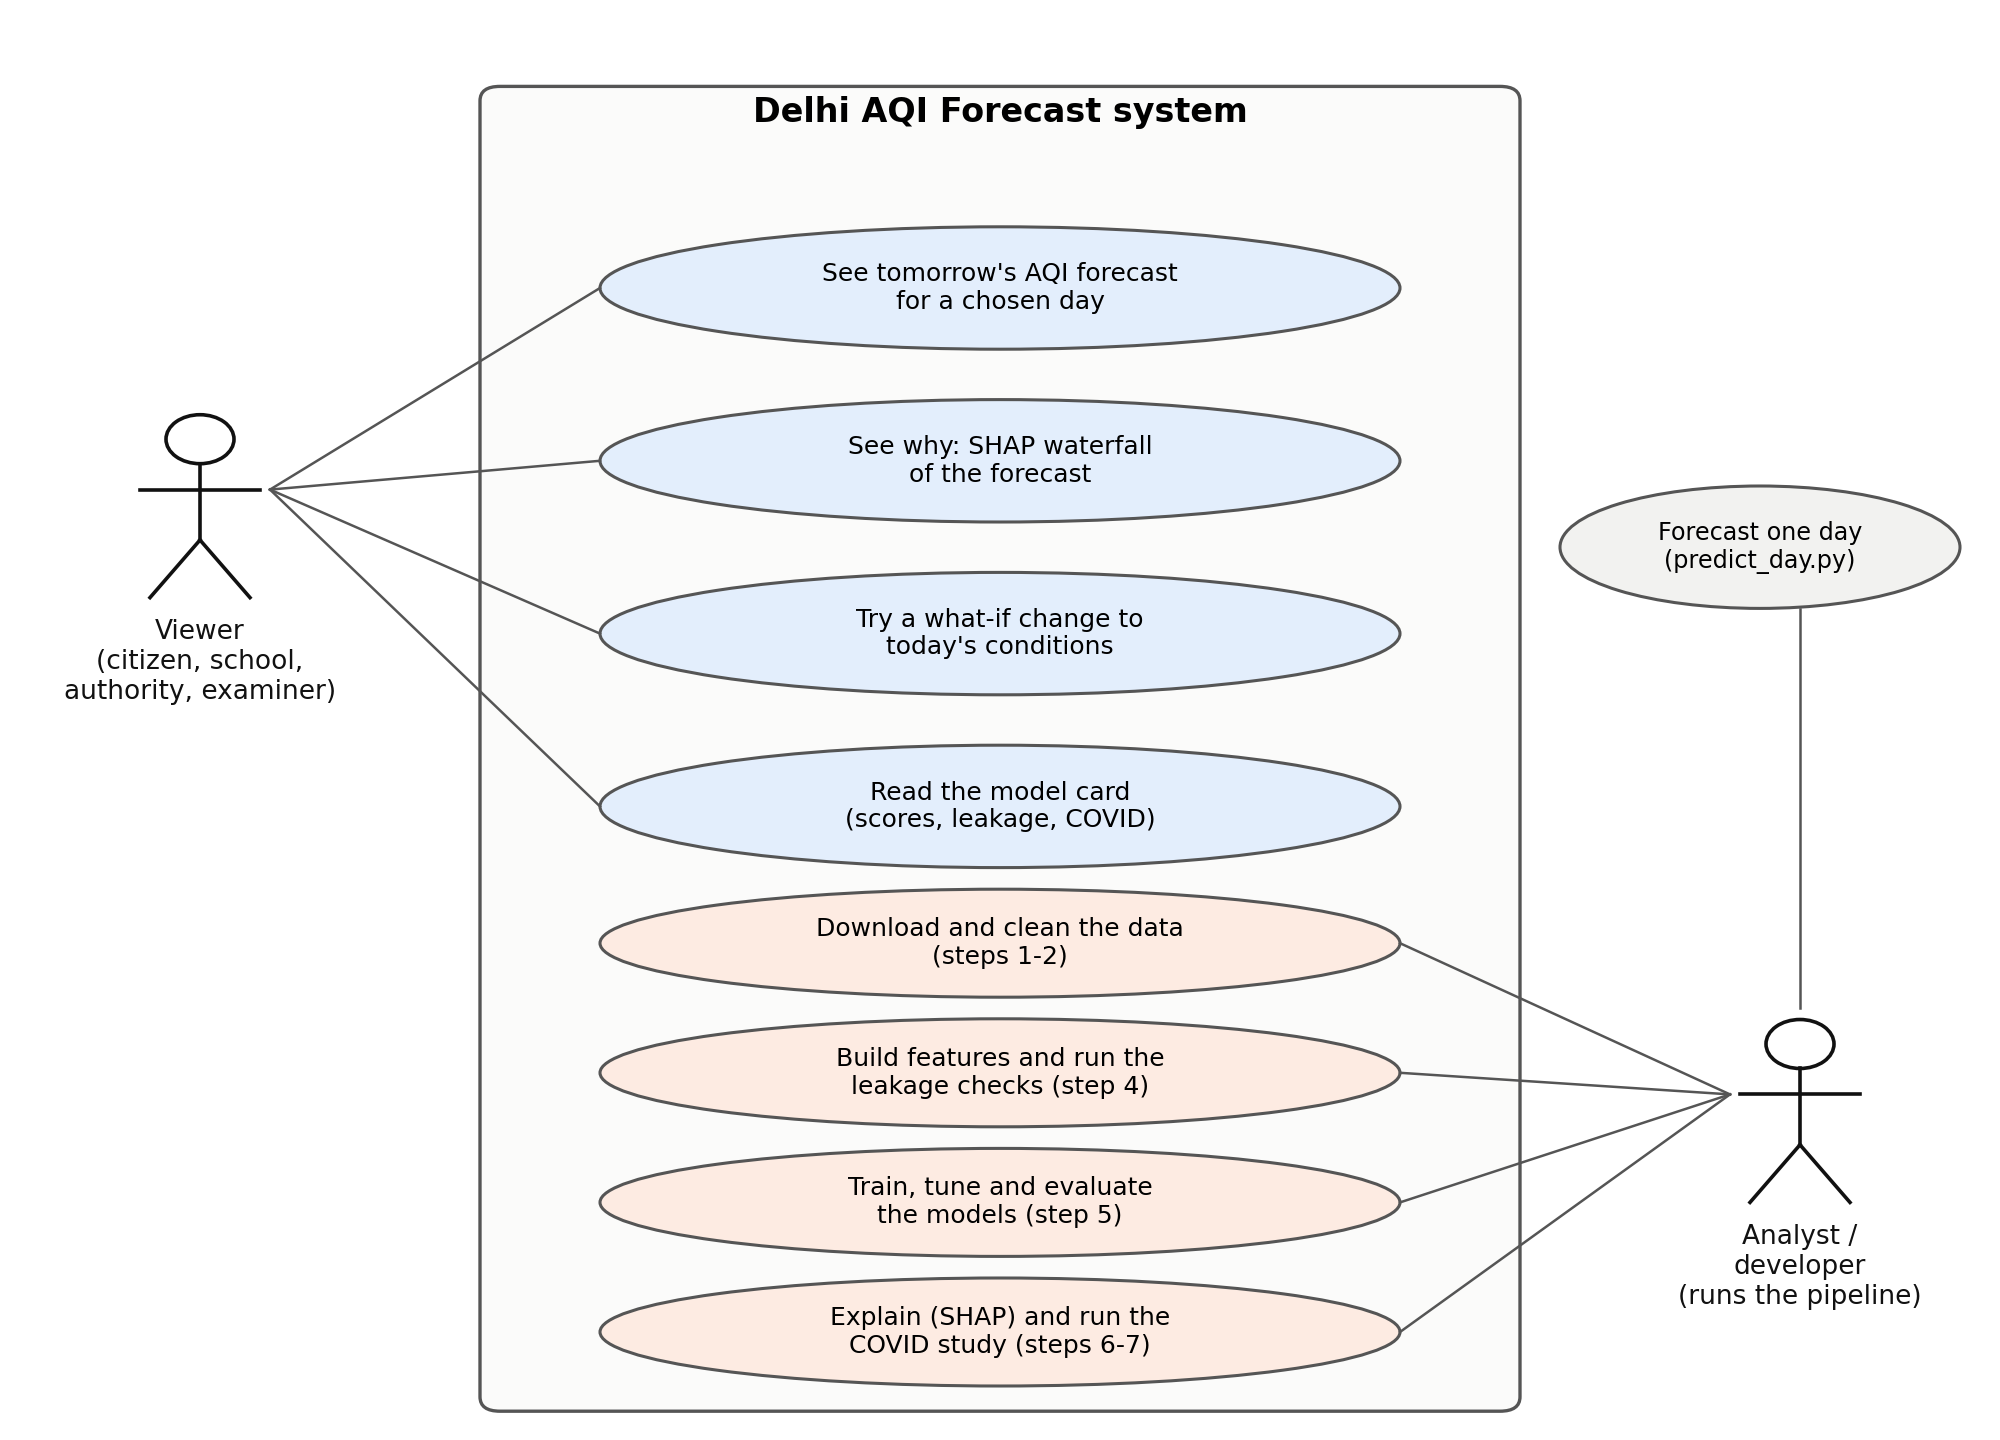 Delhi AQI Forecast system
See tomorrow's AQI forecast
for a chosen day
See why: SHAP waterfall
of the forecast
Try a what-if change to
today's conditions
Read the model card
(scores, leakage, COVID)
Download and clean the data
(steps 1-2)
Build features and run the
leakage checks (step 4)
Train, tune and evaluate
the models (step 5)
Explain (SHAP) and run the
COVID study (steps 6-7)
Viewer
(citizen, school,
authority, examiner)
Forecast one day
(predict_day.py)
Analyst /
developer
(runs the pipeline)